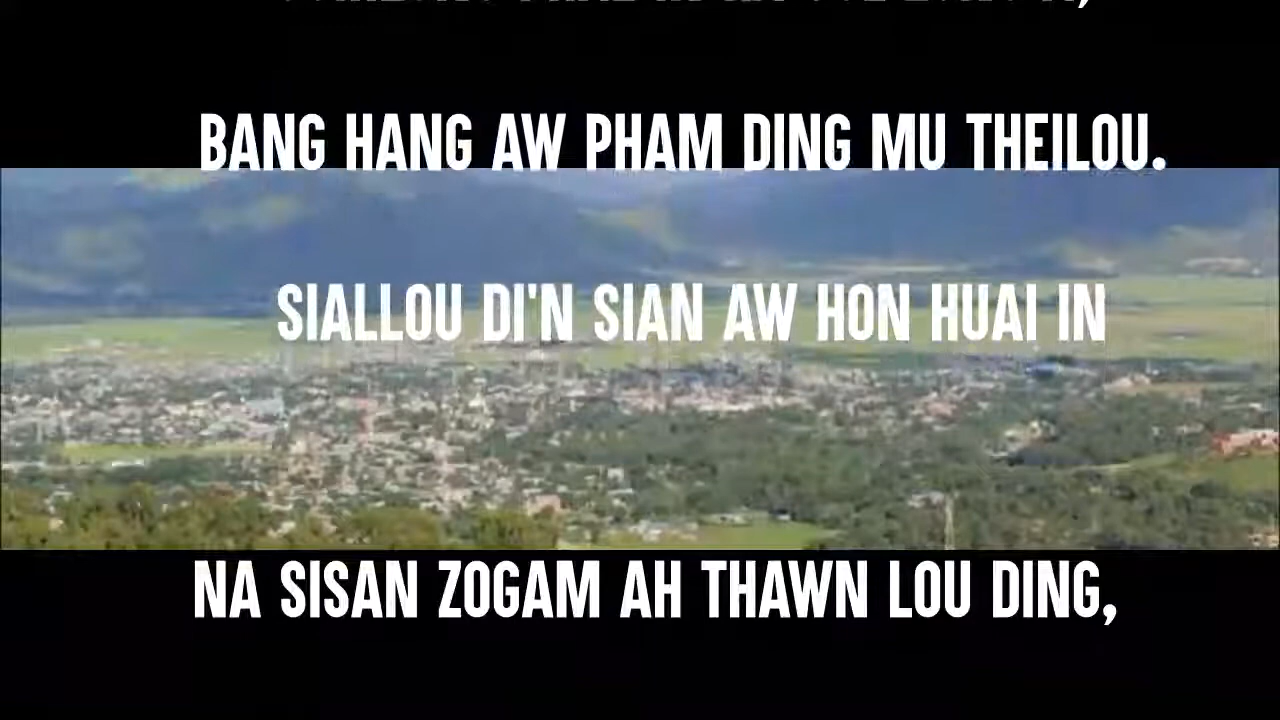 BANG HANG AW PHAM DING MU THEILOU.
SIALLOU DI'N SIAN AW HON HUAI IN
NA SISAN ZOGAM AH THAWN LOU DING,